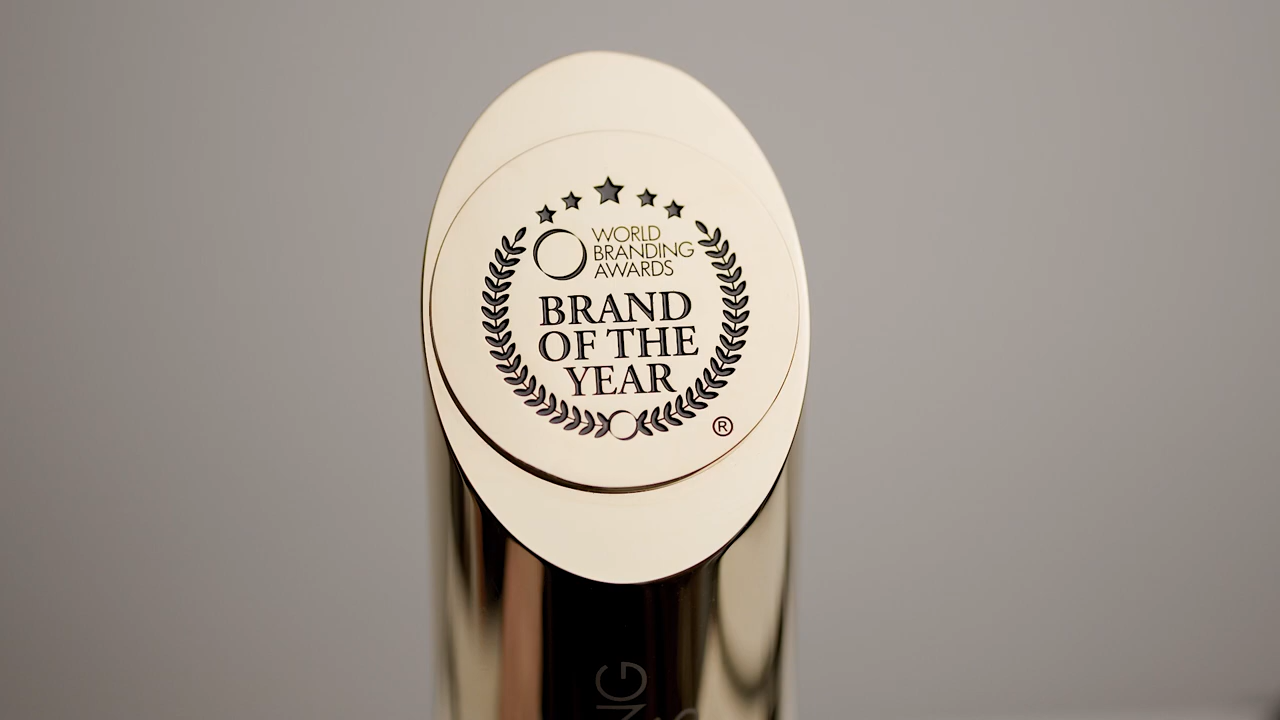 WORLD
BRANDING
AWARDS
BRAND
OF THE
YEAR
®